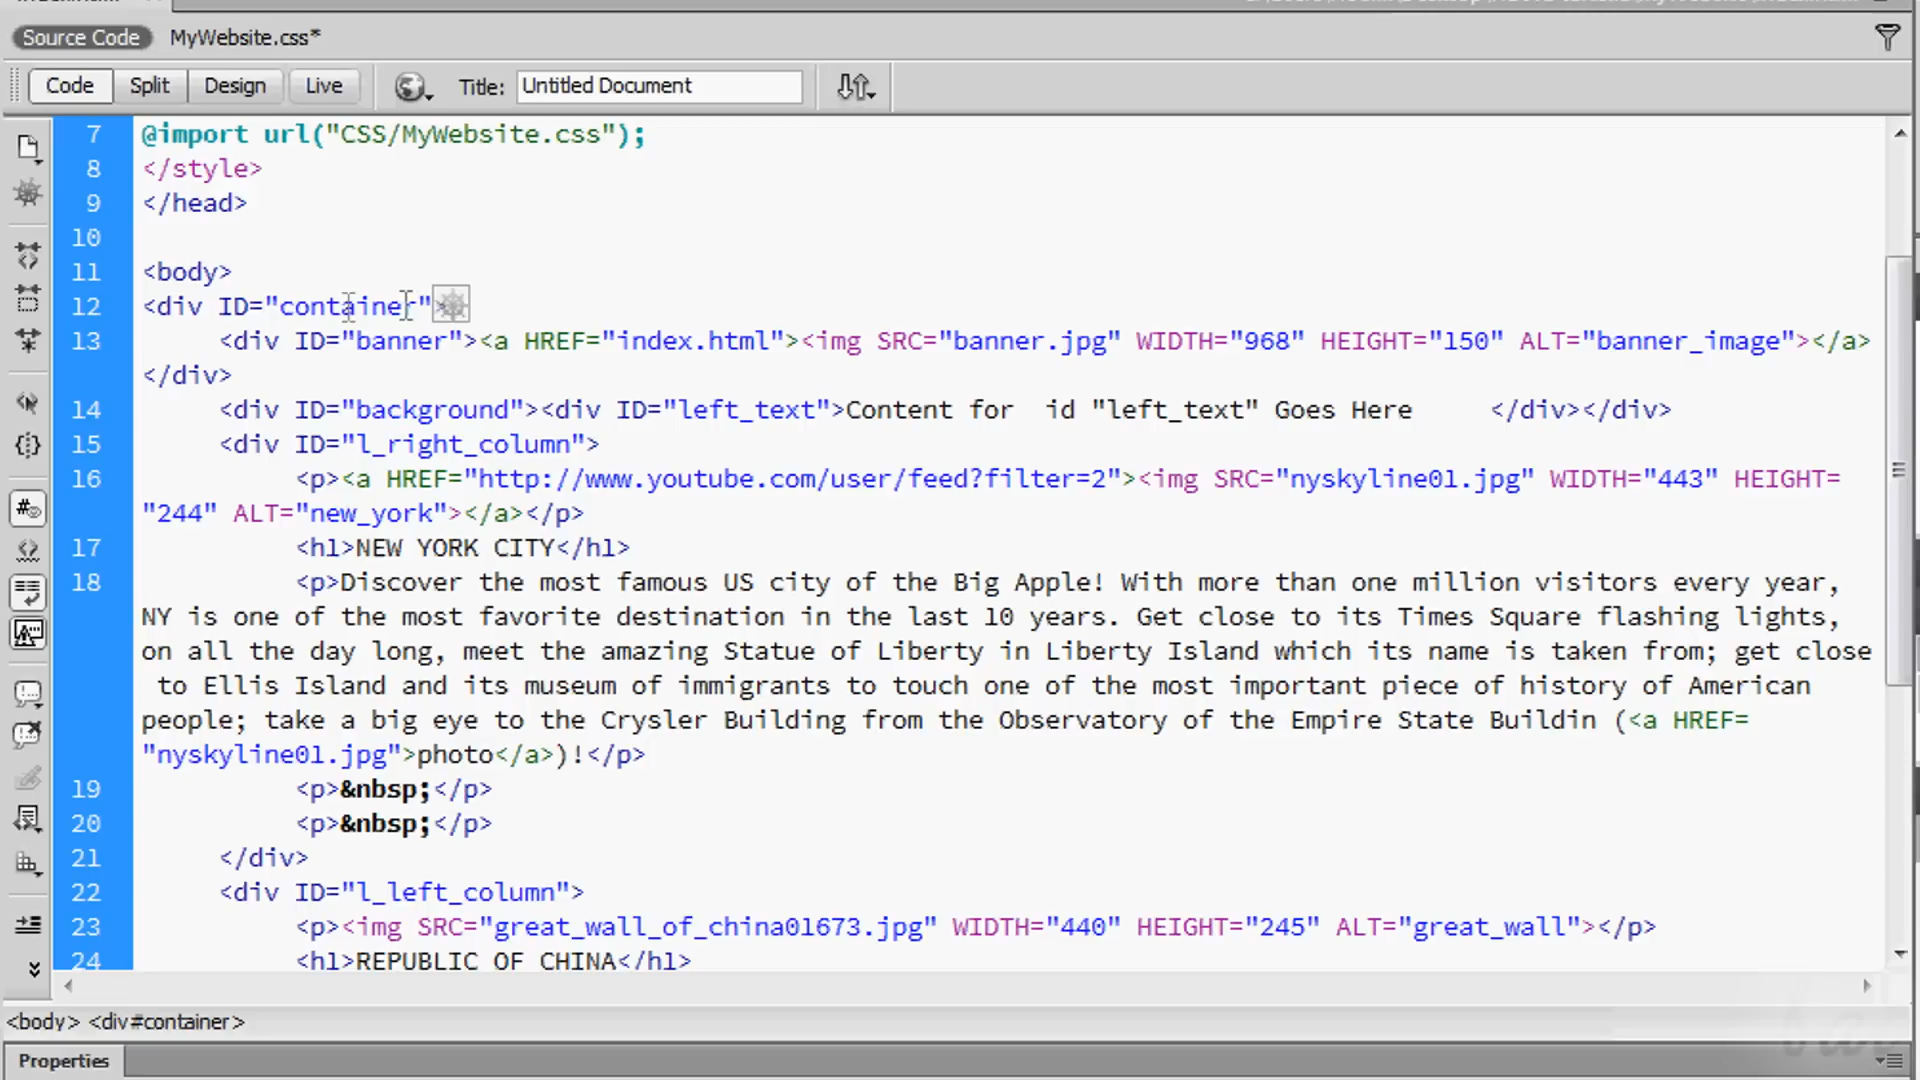 Source Code MyWebsite.css*
Code Split Design Live Title: Untitled Document
7 @import url("CSS/MyWebsite.css");
8 </style>
9 </head>
10
11 <body>
12 <div ID="container">
13 <div ID="banner"><a HREF="index.html"><img SRC="banner.jpg" WIDTH="968" HEIGHT="150" ALT="banner_image"></a>
</div>
14 <div ID="background"><div ID="left_text">Content for  id "left_text" Goes Here     </div></div>
15 <div ID="l_right_column">
16 <p><a HREF="http://www.youtube.com/user/feed?filter=2"><img SRC="nyskyline01.jpg" WIDTH="443" HEIGHT=
"244" ALT="new_york"></a></p>
17 <h1>NEW YORK CITY</h1>
18 <p>Discover the most famous US city of the Big Apple! With more than one million visitors every year,
NY is one of the most favorite destination in the last 10 years. Get close to its Times Square flashing lights,
on all the day long, meet the amazing Statue of Liberty in Liberty Island which its name is taken from; get close
to Ellis Island and its museum of immigrants to touch one of the most important piece of history of American
people; take a big eye to the Crysler Building from the Observatory of the Empire State Buildin (<a HREF=
"nyskyline01.jpg">photo</a>)!</p>
19 <p>&nbsp;</p>
20 <p>&nbsp;</p>
21 </div>
22 <div ID="l_left_column">
23 <p><img SRC="great_wall_of_china01673.jpg" WIDTH="440" HEIGHT="245" ALT="great_wall"></p>
24 <h1>REPUBLIC OF CHINA</h1>
<body> <div#container>
Properties